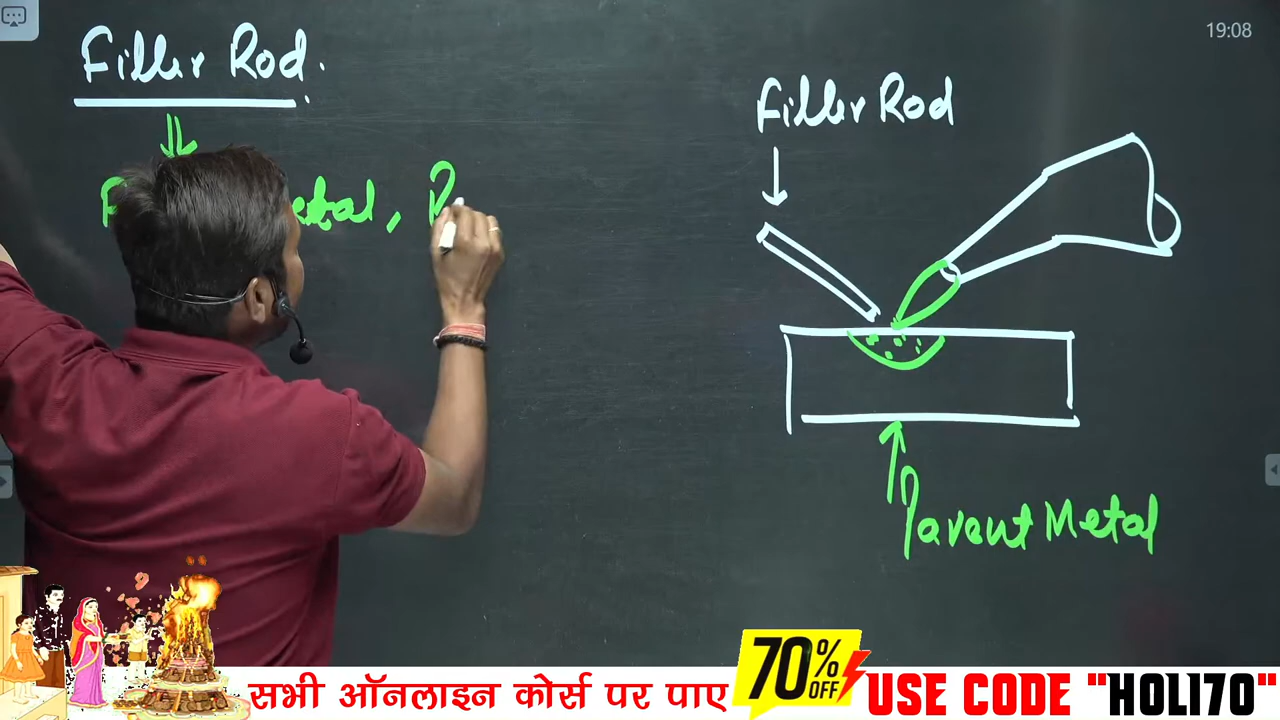 19:08
Filler Rod.
Filler Rod
Parent Metal
सभी ऑनलाइन कोर्स पर पाए 70% OFF USE CODE "HOLI70"